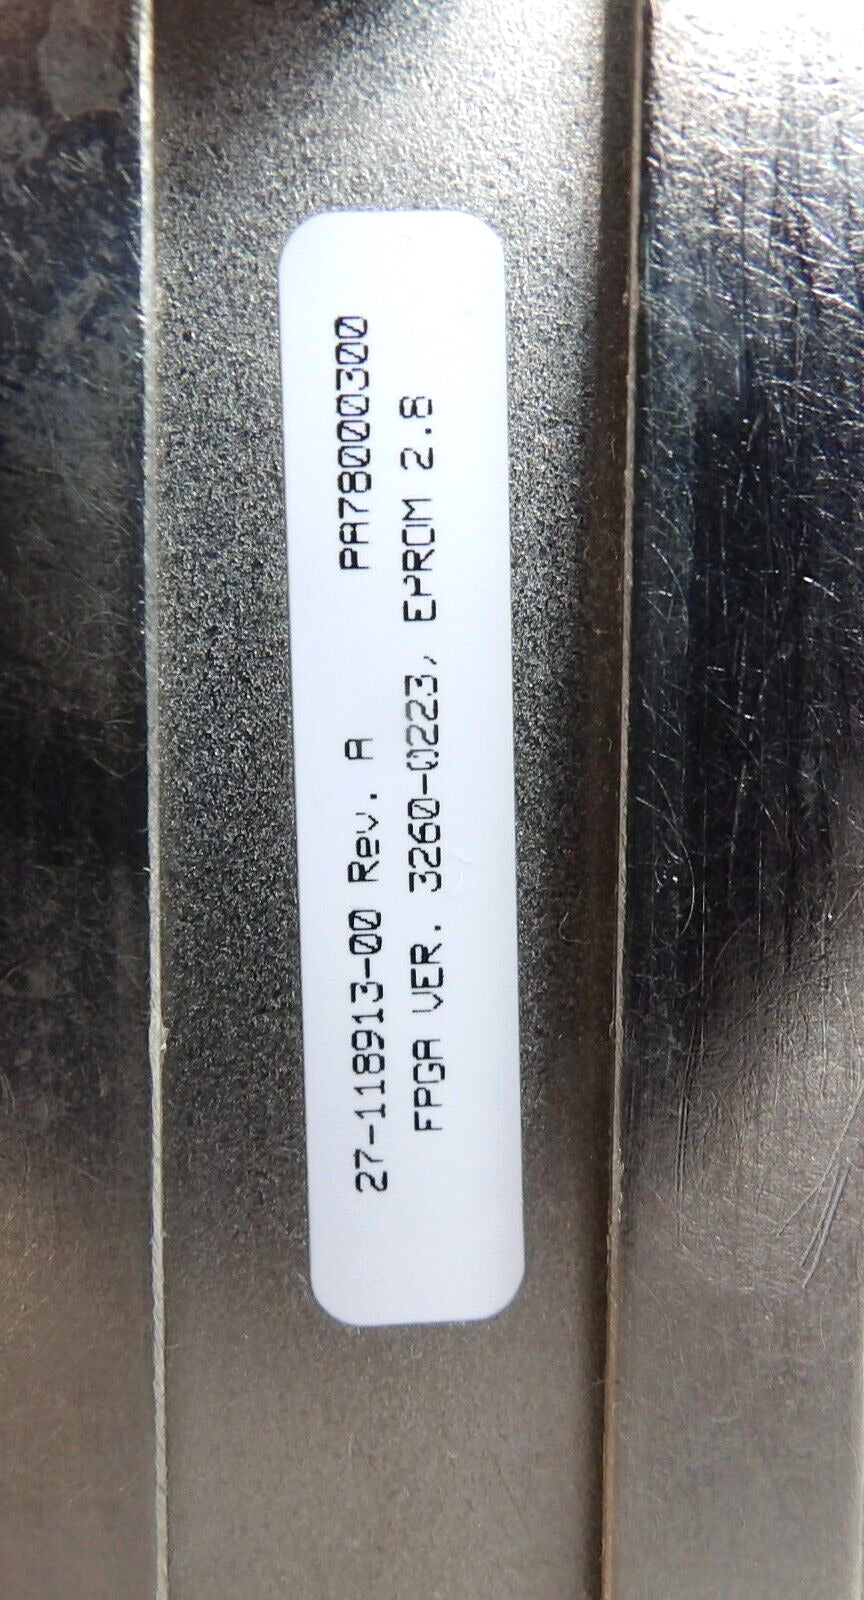 27-118913-00 Rev. A PA78000300
FPGA VER. 3260-0223, EPROM 2.8